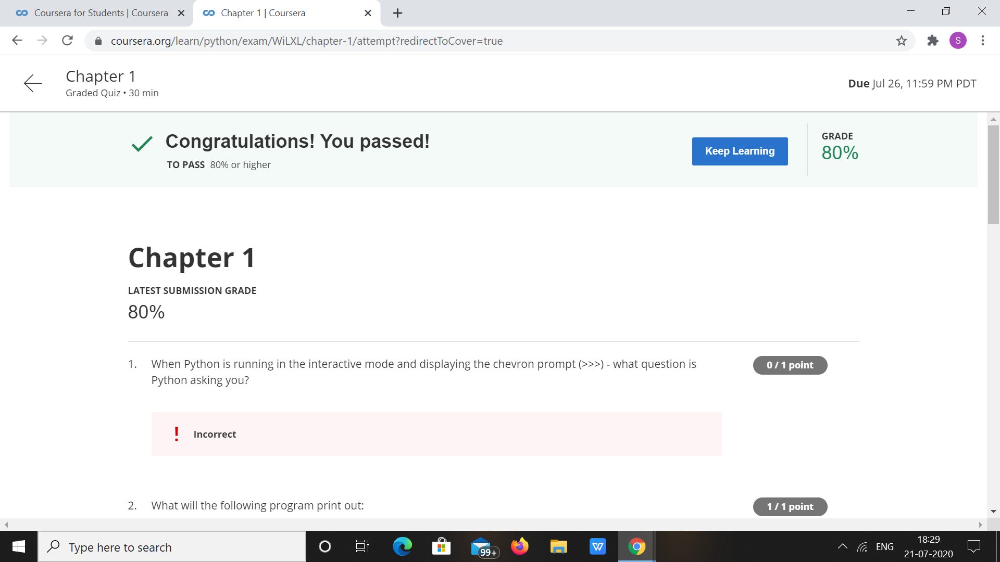 Coursera for Students | Coursera
Chapter 1 | Coursera
coursera.org/learn/python/exam/WiLXL/chapter-1/attempt?redirectToCover=true
S
Chapter 1
Graded Quiz • 30 min
Due Jul 26, 11:59 PM PDT
Congratulations! You passed!
TO PASS 80% or higher
Keep Learning
GRADE
80%
Chapter 1
LATEST SUBMISSION GRADE
80%
1. When Python is running in the interactive mode and displaying the chevron prompt (>>>) - what question is
Python asking you?
0 / 1 point
! Incorrect
2. What will the following program print out:
1 / 1 point
Type here to search
99+
W
ENG
18:29
21-07-2020